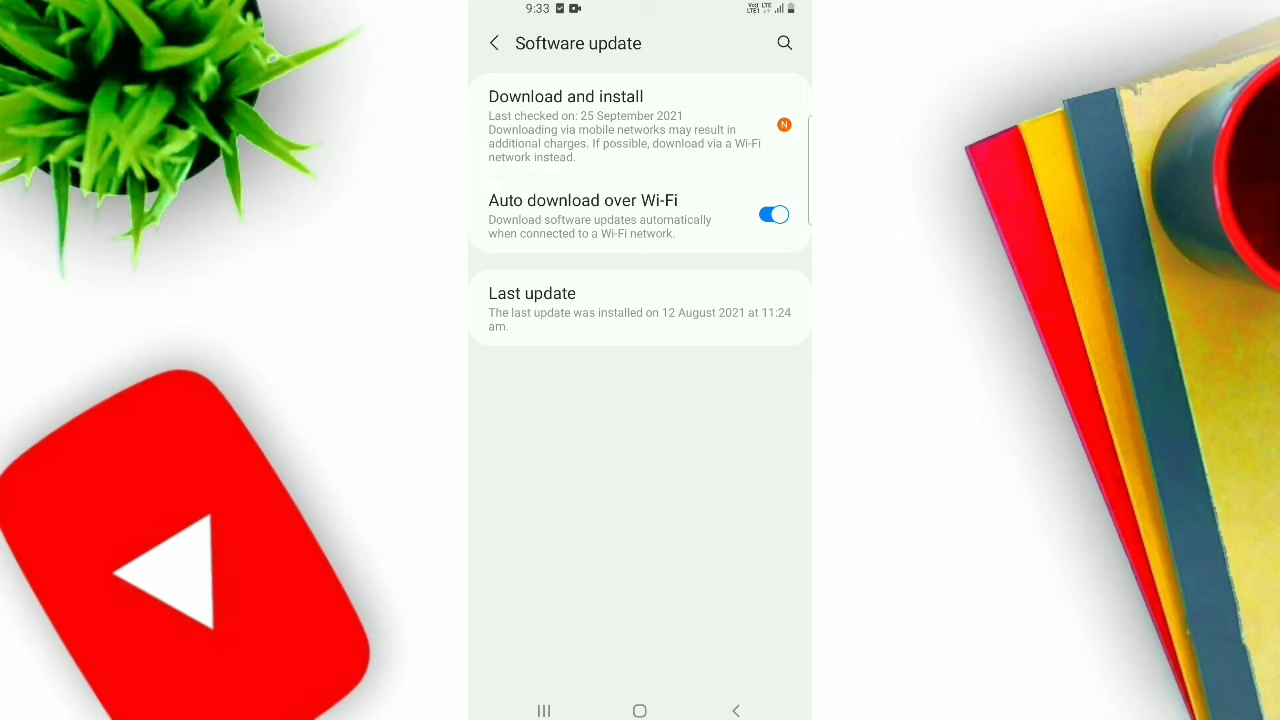 9:33
VoLTE LTE1 LTE
Software update
Download and install
Last checked on: 25 September 2021
Downloading via mobile networks may result in
additional charges. If possible, download via a Wi-Fi
network instead.
N
Auto download over Wi-Fi
Download software updates automatically
when connected to a Wi-Fi network.
Last update
The last update was installed on 12 August 2021 at 11:24
am.